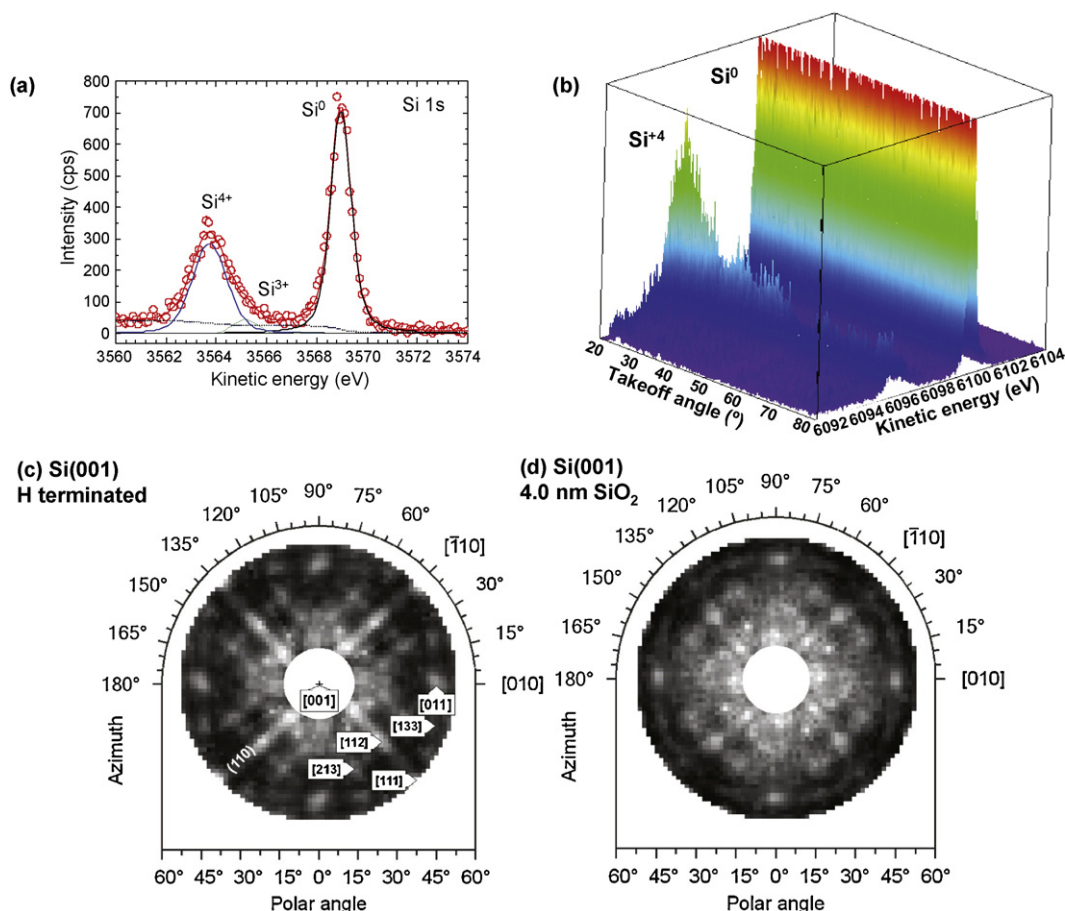 (a)
Si 1s
Si⁰
Si⁴⁺
Si³⁺
Intensity (cps)
800
700
600
500
400
300
200
100
0
3560 3562 3564 3566 3568 3570 3572 3574
Kinetic energy (eV)
(b)
Si⁰
Si⁺⁴
20 30 40 50 60 70 80
Takeoff angle (º)
6092 6094 6096 6098 6100 6102 6104
Kinetic energy (eV)
(c) Si(001)
H terminated
180° 165° 150° 135° 120° 105° 90° 75° 60° [1̄10] 30° 15° [010]
[001]
[011]
[133]
[112]
[213]
[111]
(110)
Azimuth
60° 45° 30° 15° 0° 15° 30° 45° 60°
Polar angle
(d) Si(001)
4.0 nm SiO₂
180° 165° 150° 135° 120° 105° 90° 75° 60° [1̄10] 30° 15° [010]
Azimuth
60° 45° 30° 15° 0° 15° 30° 45° 60°
Polar angle